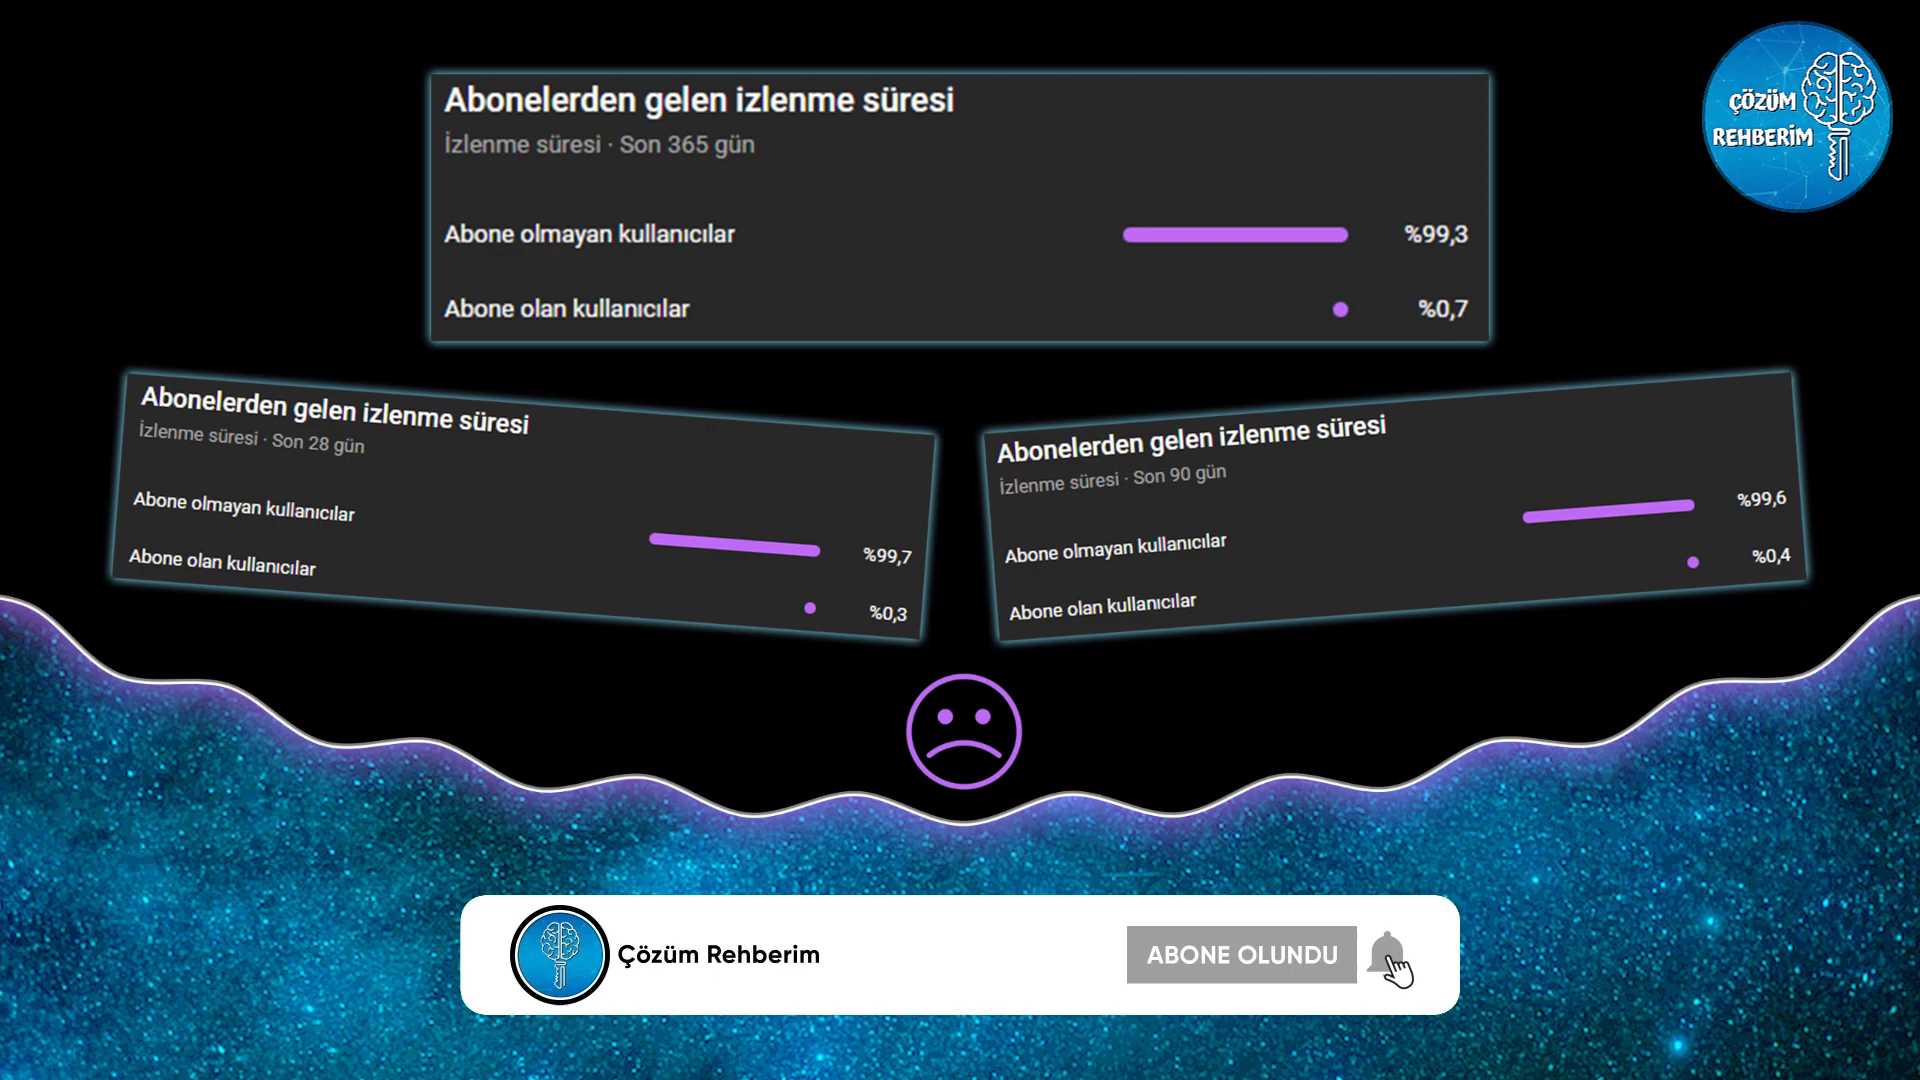 Abonelerden gelen izlenme süresi
İzlenme süresi · Son 365 gün
Abone olmayan kullanıcılar %99,3
Abone olan kullanıcılar %0,7
ÇÖZÜM
REHBERİM
Abonelerden gelen izlenme süresi
İzlenme süresi · Son 28 gün
Abone olmayan kullanıcılar %99,7
Abone olan kullanıcılar %0,3
Abonelerden gelen izlenme süresi
İzlenme süresi · Son 90 gün
Abone olmayan kullanıcılar %99,6
Abone olan kullanıcılar %0,4
Çözüm Rehberim ABONE OLUNDU